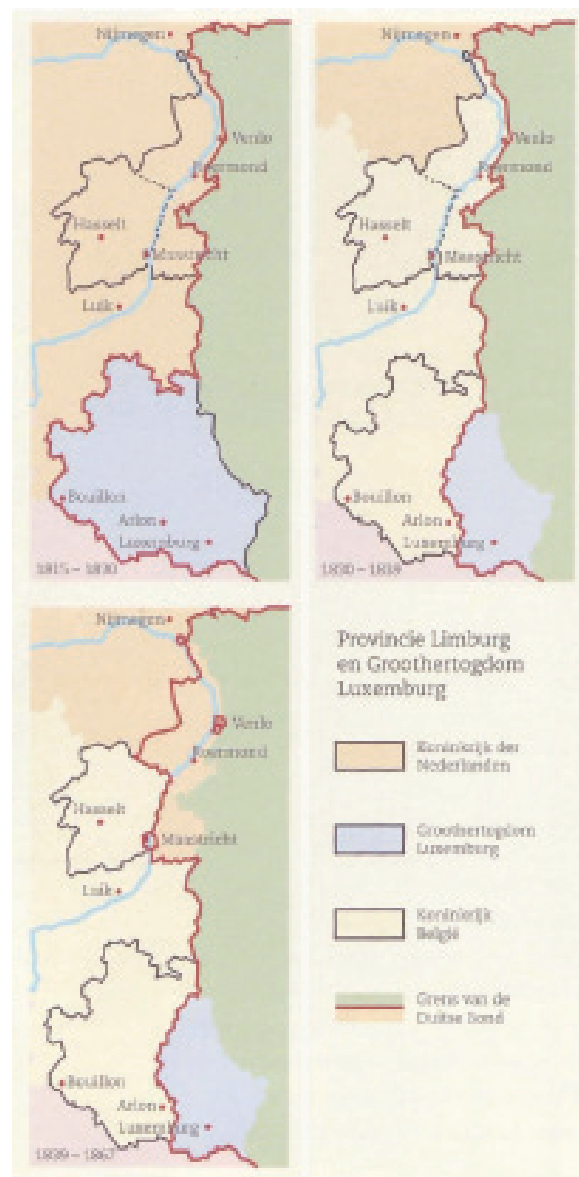 Nijmegen
Venlo
Roermond
Hasselt
Maastricht
Luik
Bouillon
Arlon
Luxemburg
1815 – 1830
Nijmegen
Venlo
Roermond
Hasselt
Maastricht
Luik
Bouillon
Arlon
Luxemburg
1830 – 1839
Nijmegen
Venlo
Roermond
Hasselt
Maastricht
Luik
Bouillon
Arlon
Luxemburg
1839 – 1867
Provincie Limburg
en Groothertogdom
Luxemburg
Koninkrijk der
Nederlanden
Groothertogdom
Luxemburg
Koninkrijk
België
Grens van de
Duitse Bond